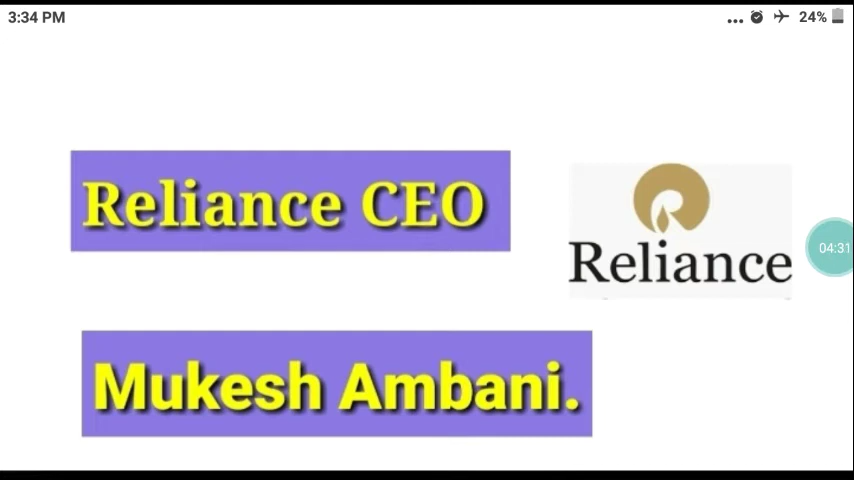 3:34 PM
... 24%
Reliance CEO
Reliance
04:31
Mukesh Ambani.